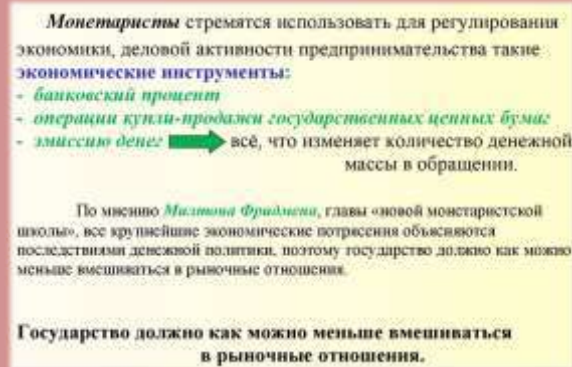 Монетаристы стремятся использовать для регулирования
экономики, деловой активности предпринимательства такие
экономические инструменты:
- банковский процент
- операции купли-продажи государственных ценных бумаг
- эмиссию денег всё, что изменяет количество денежной
массы в обращении.
По мнению Милтона Фридмена, главы «новой монетаристской
школы», все крупнейшие экономические потрясения объясняются
последствиями денежной политики, поэтому государство должно как можно
меньше вмешиваться в рыночные отношения.
Государство должно как можно меньше вмешиваться
в рыночные отношения.